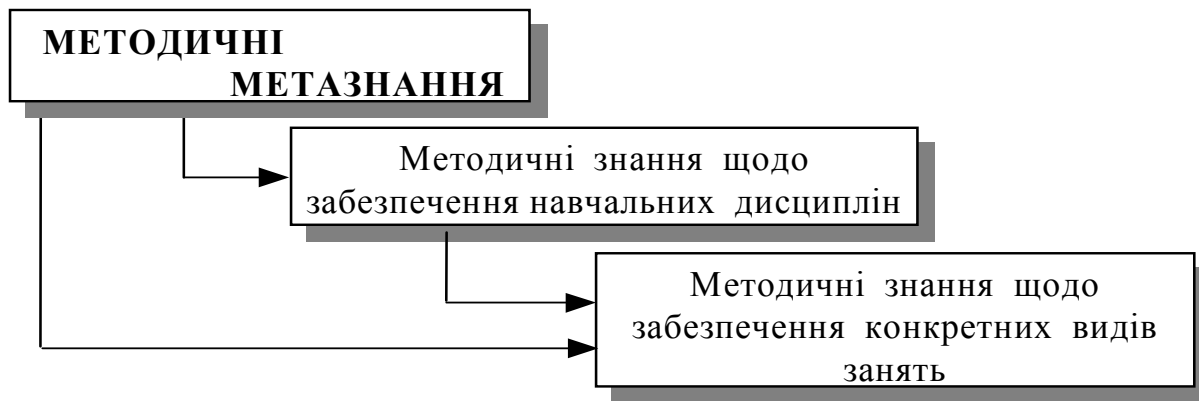 МЕТОДИЧНІ
МЕТАЗНАННЯ
Методичні знання щодо
забезпечення навчальних дисциплін
Методичні знання щодо
забезпечення конкретних видів
занять